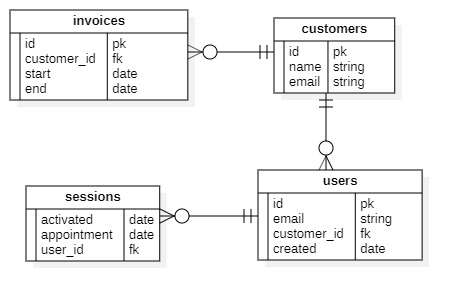 invoices
id pk
customer_id fk
start date
end date
customers
id pk
name string
email string
sessions
activated date
appointment date
user_id fk
users
id pk
email string
customer_id fk
created date